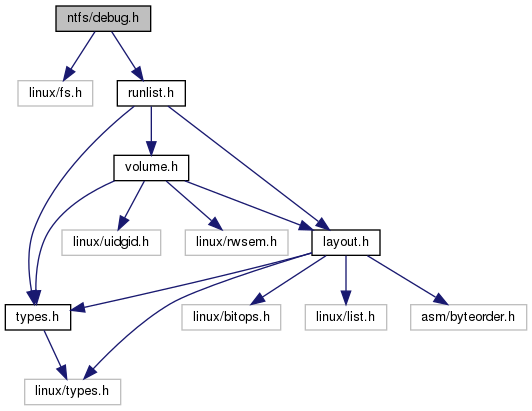 ntfs/debug.h
linux/fs.h
runlist.h
volume.h
linux/uidgid.h
linux/rwsem.h
layout.h
types.h
linux/bitops.h
linux/list.h
asm/byteorder.h
linux/types.h